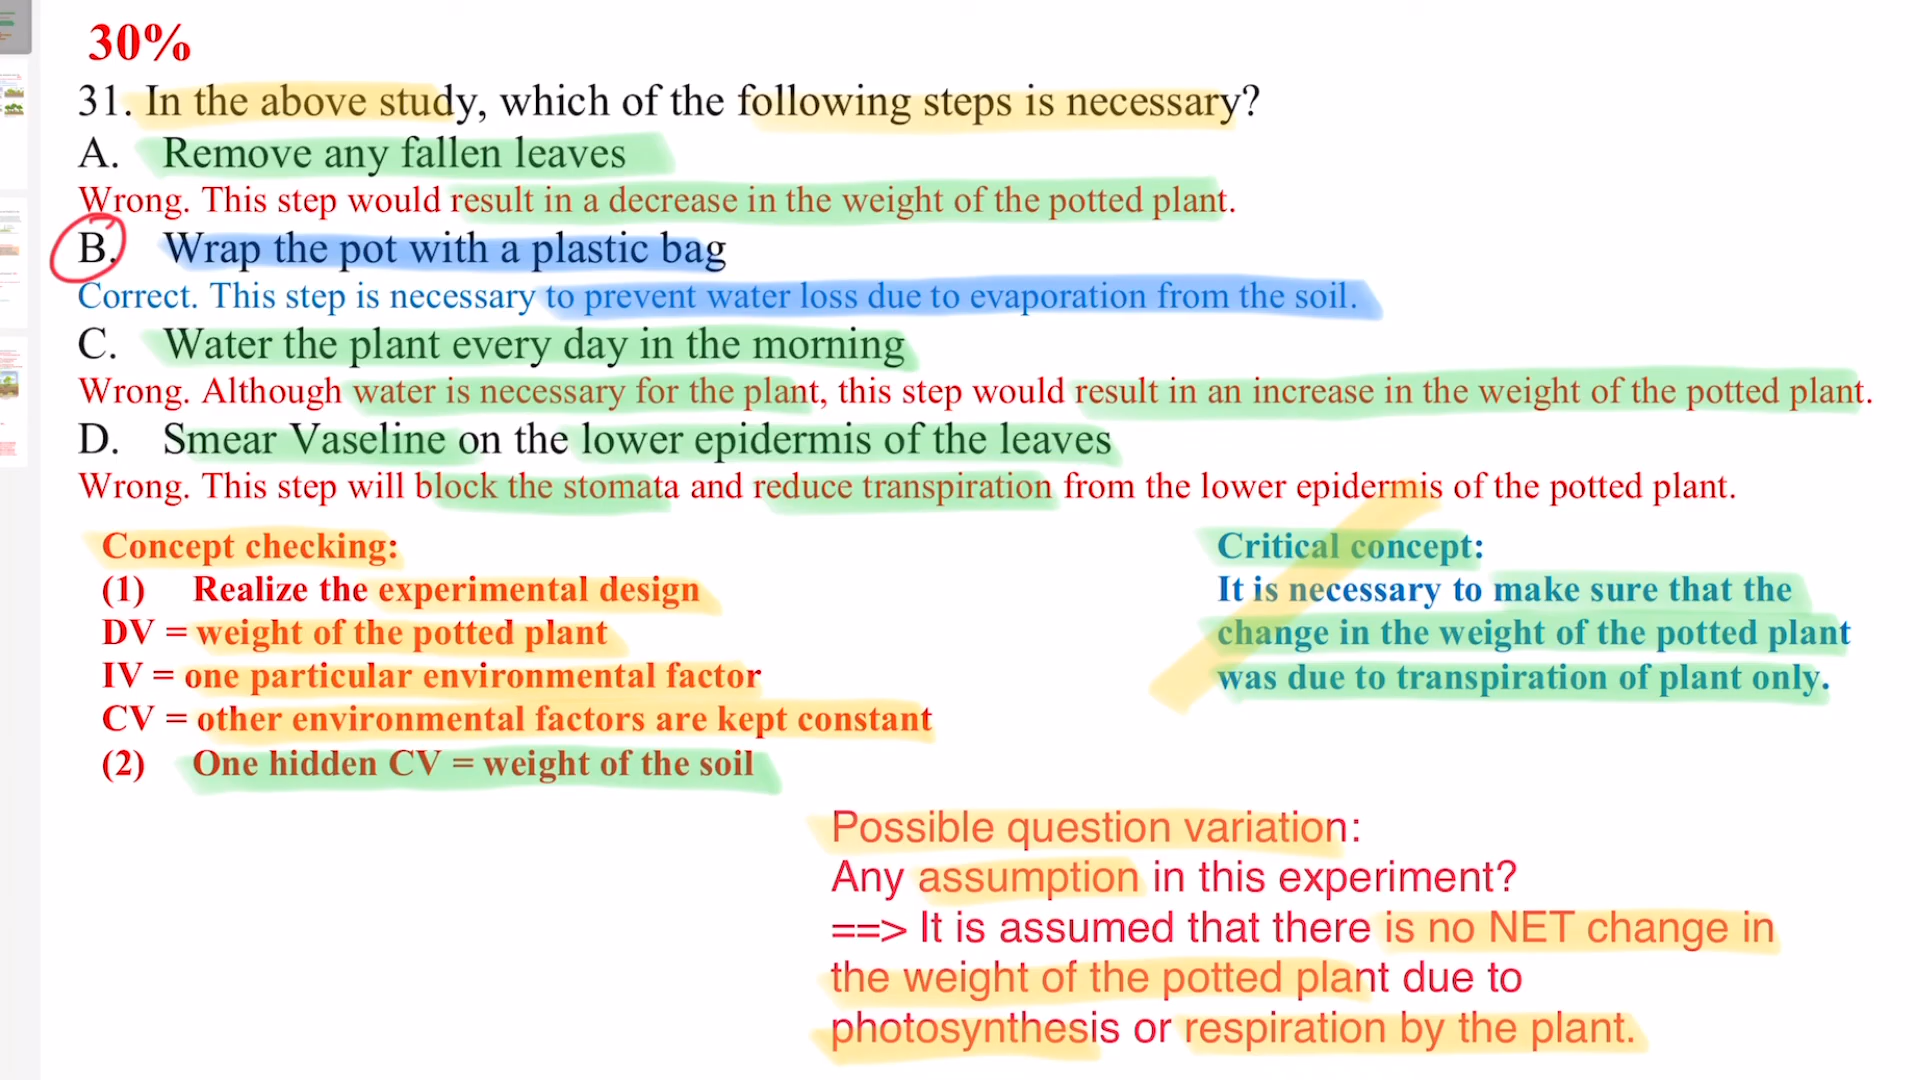 30%
31. In the above study, which of the following steps is necessary?
A. Remove any fallen leaves
Wrong. This step would result in a decrease in the weight of the potted plant.
B. Wrap the pot with a plastic bag
Correct. This step is necessary to prevent water loss due to evaporation from the soil.
C. Water the plant every day in the morning
Wrong. Although water is necessary for the plant, this step would result in an increase in the weight of the potted plant.
D. Smear Vaseline on the lower epidermis of the leaves
Wrong. This step will block the stomata and reduce transpiration from the lower epidermis of the potted plant.
Concept checking:
(1) Realize the experimental design
DV = weight of the potted plant
IV = one particular environmental factor
CV = other environmental factors are kept constant
(2) One hidden CV = weight of the soil
Critical concept:
It is necessary to make sure that the
change in the weight of the potted plant
was due to transpiration of plant only.
Possible question variation:
Any assumption in this experiment?
==> It is assumed that there is no NET change in
the weight of the potted plant due to
photosynthesis or respiration by the plant.